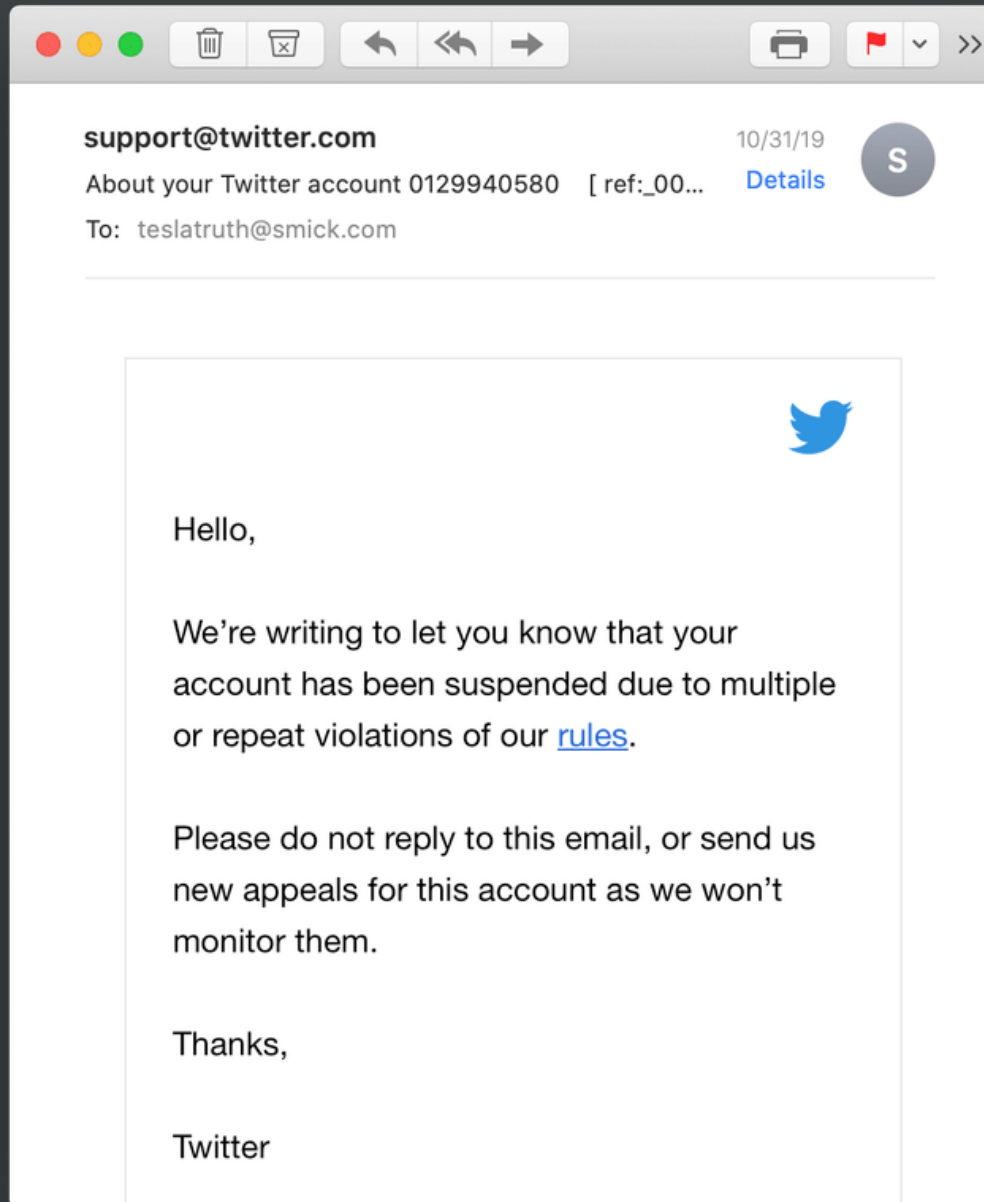 support@twitter.com
10/31/19
S
About your Twitter account 0129940580 [ ref:_00...
Details
To: teslatruth@smick.com
Hello,
We’re writing to let you know that your
account has been suspended due to multiple
or repeat violations of our rules.
Please do not reply to this email, or send us
new appeals for this account as we won’t
monitor them.
Thanks,
Twitter